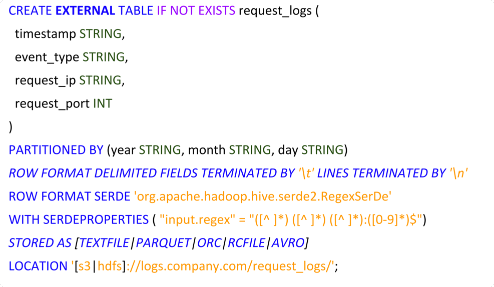 CREATE EXTERNAL TABLE IF NOT EXISTS request_logs (
timestamp STRING,
event_type STRING,
request_ip STRING,
request_port INT
)
PARTITIONED BY (year STRING, month STRING, day STRING)
ROW FORMAT DELIMITED FIELDS TERMINATED BY '\t' LINES TERMINATED BY '\n'
ROW FORMAT SERDE 'org.apache.hadoop.hive.serde2.RegexSerDe'
WITH SERDEPROPERTIES ( "input.regex" = "([^ ]*) ([^ ]*) ([^ ]*):([0-9]*)$")
STORED AS [TEXTFILE|PARQUET|ORC|RCFILE|AVRO]
LOCATION '[s3|hdfs]://logs.company.com/request_logs/';